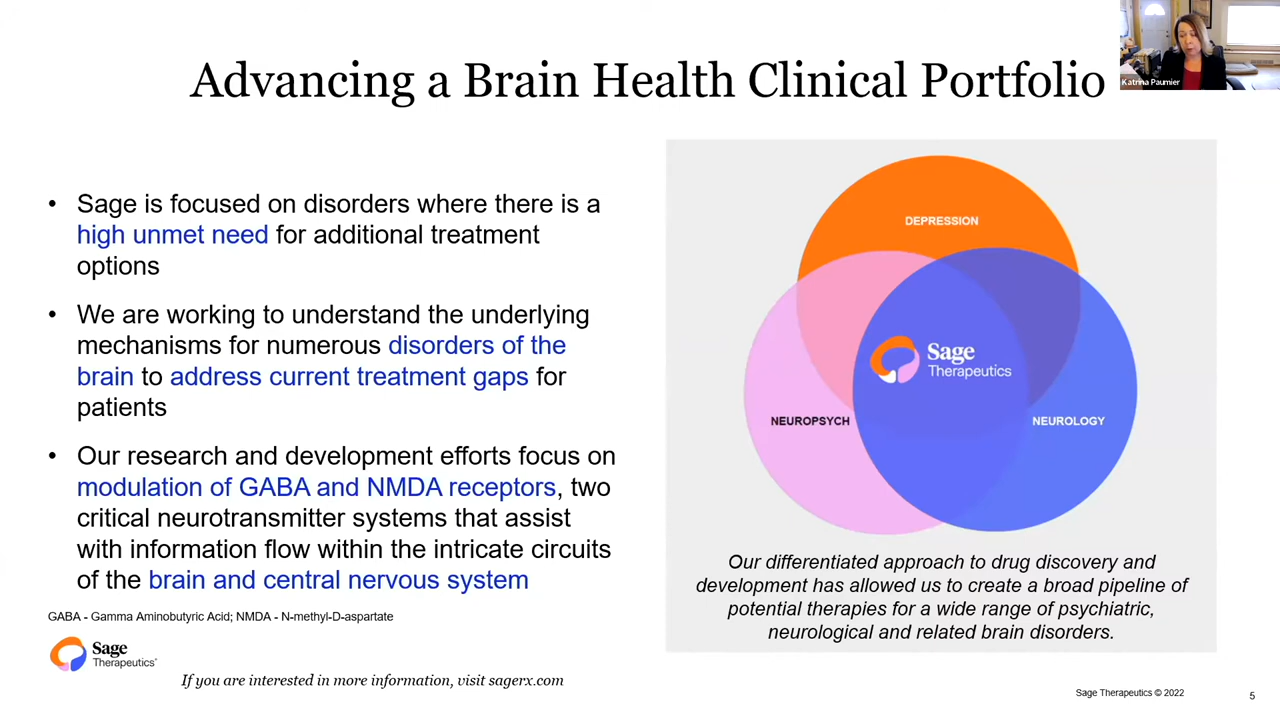 Advancing a Brain Health Clinical Portfolio
Katrina Paumier
• Sage is focused on disorders where there is a
high unmet need for additional treatment
options
• We are working to understand the underlying
mechanisms for numerous disorders of the
brain to address current treatment gaps for
patients
• Our research and development efforts focus on
modulation of GABA and NMDA receptors, two
critical neurotransmitter systems that assist
with information flow within the intricate circuits
of the brain and central nervous system
GABA - Gamma Aminobutyric Acid; NMDA - N-methyl-D-aspartate
DEPRESSION
Sage
Therapeutics
NEUROPSYCH
NEUROLOGY
Our differentiated approach to drug discovery and
development has allowed us to create a broad pipeline of
potential therapies for a wide range of psychiatric,
neurological and related brain disorders.
Sage
Therapeutics®
If you are interested in more information, visit sagerx.com
Sage Therapeutics © 2022
5